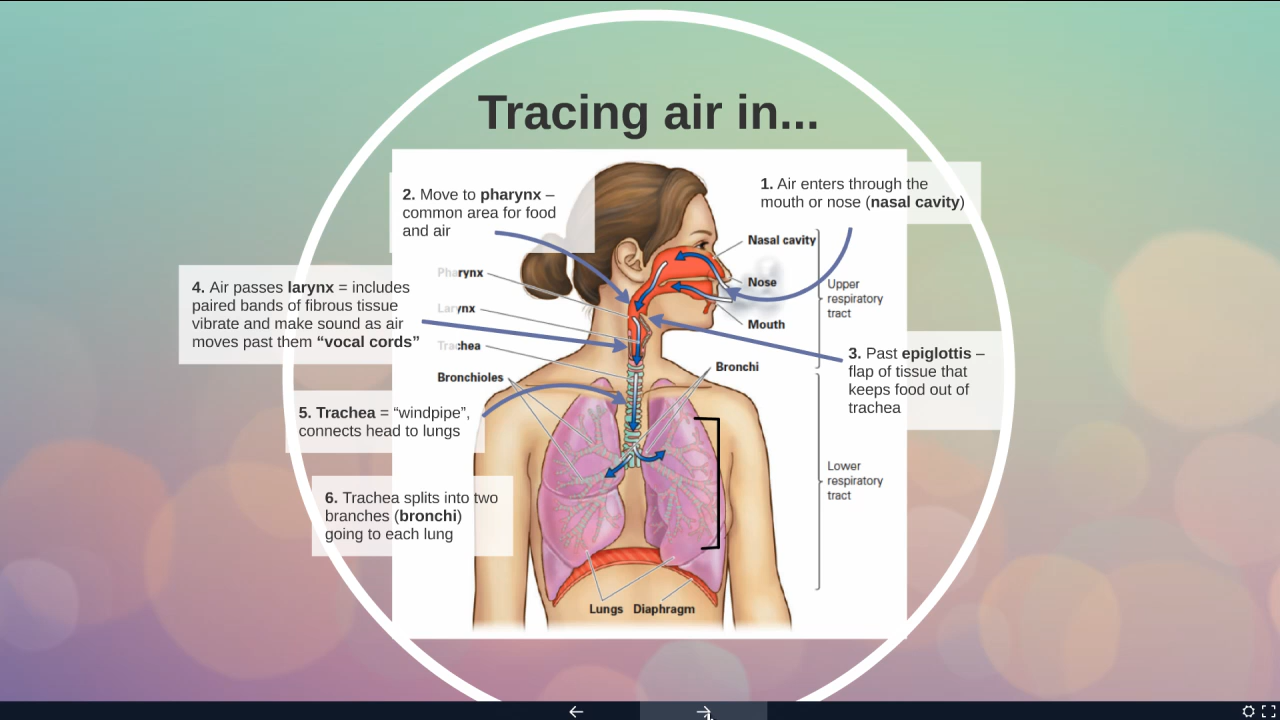 Tracing air in...
1. Air enters through the
mouth or nose (nasal cavity)
2. Move to pharynx –
common area for food
and air
3. Past epiglottis –
flap of tissue that
keeps food out of
trachea
4. Air passes larynx = includes
paired bands of fibrous tissue
vibrate and make sound as air
moves past them “vocal cords”
5. Trachea = “windpipe”,
connects head to lungs
6. Trachea splits into two
branches (bronchi)
going to each lung
Nasal cavity
Nose
Mouth
Pharynx
Larynx
Trachea
Bronchioles
Bronchi
Upper
respiratory
tract
Lower
respiratory
tract
Lungs
Diaphragm